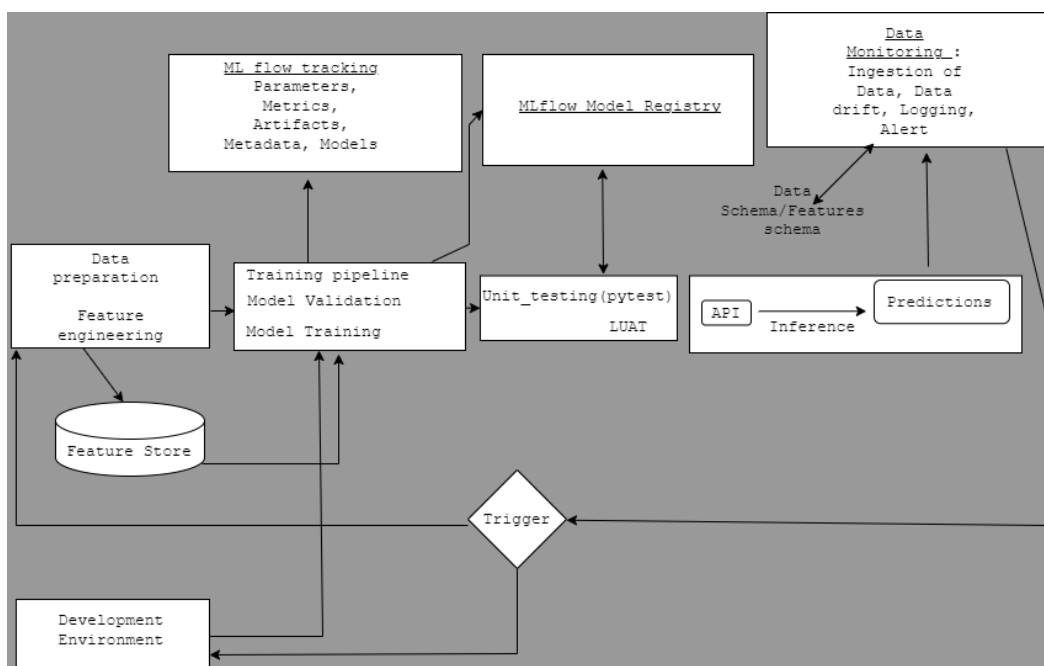 ML flow tracking
Parameters,
Metrics,
Artifacts,
Metadata, Models
MLflow Model Registry
Data
Monitoring :
Ingestion of
Data, Data
drift, Logging,
Alert
Data
Schema/Features
schema
Data
preparation
Feature
engineering
Training pipeline
Model Validation
Model Training
Unit_testing(pytest)
LUAT
API
Inference
Predictions
Feature Store
Trigger
Development
Environment